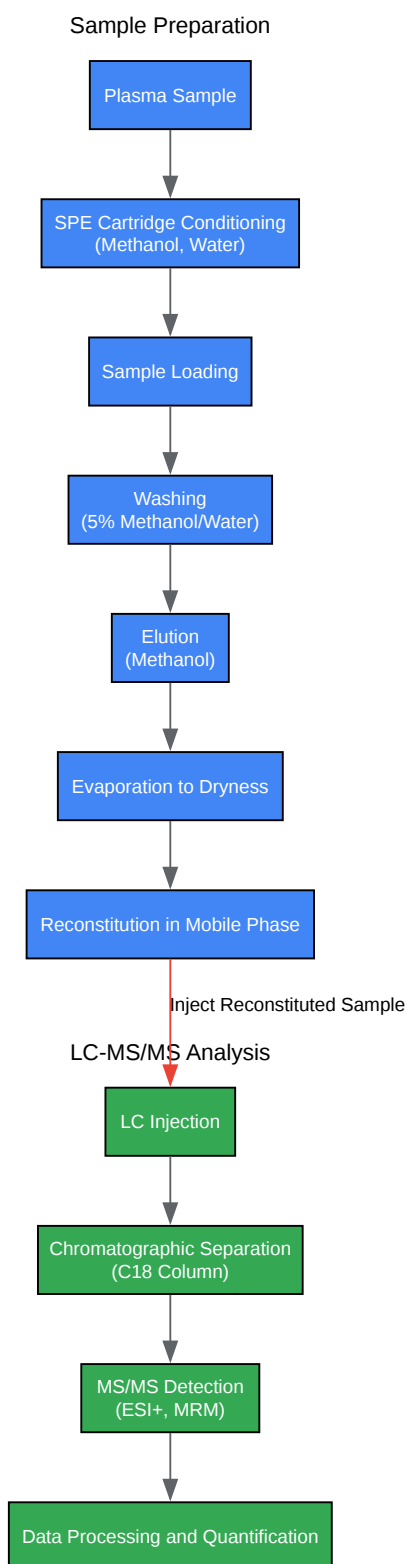 Sample Preparation
Plasma Sample
SPE Cartridge Conditioning
(Methanol, Water)
Sample Loading
Washing
(5% Methanol/Water)
Elution
(Methanol)
Evaporation to Dryness
Reconstitution in Mobile Phase
Inject Reconstituted Sample
LC-MS/MS Analysis
LC Injection
Chromatographic Separation
(C18 Column)
MS/MS Detection
(ESI+, MRM)
Data Processing and Quantification